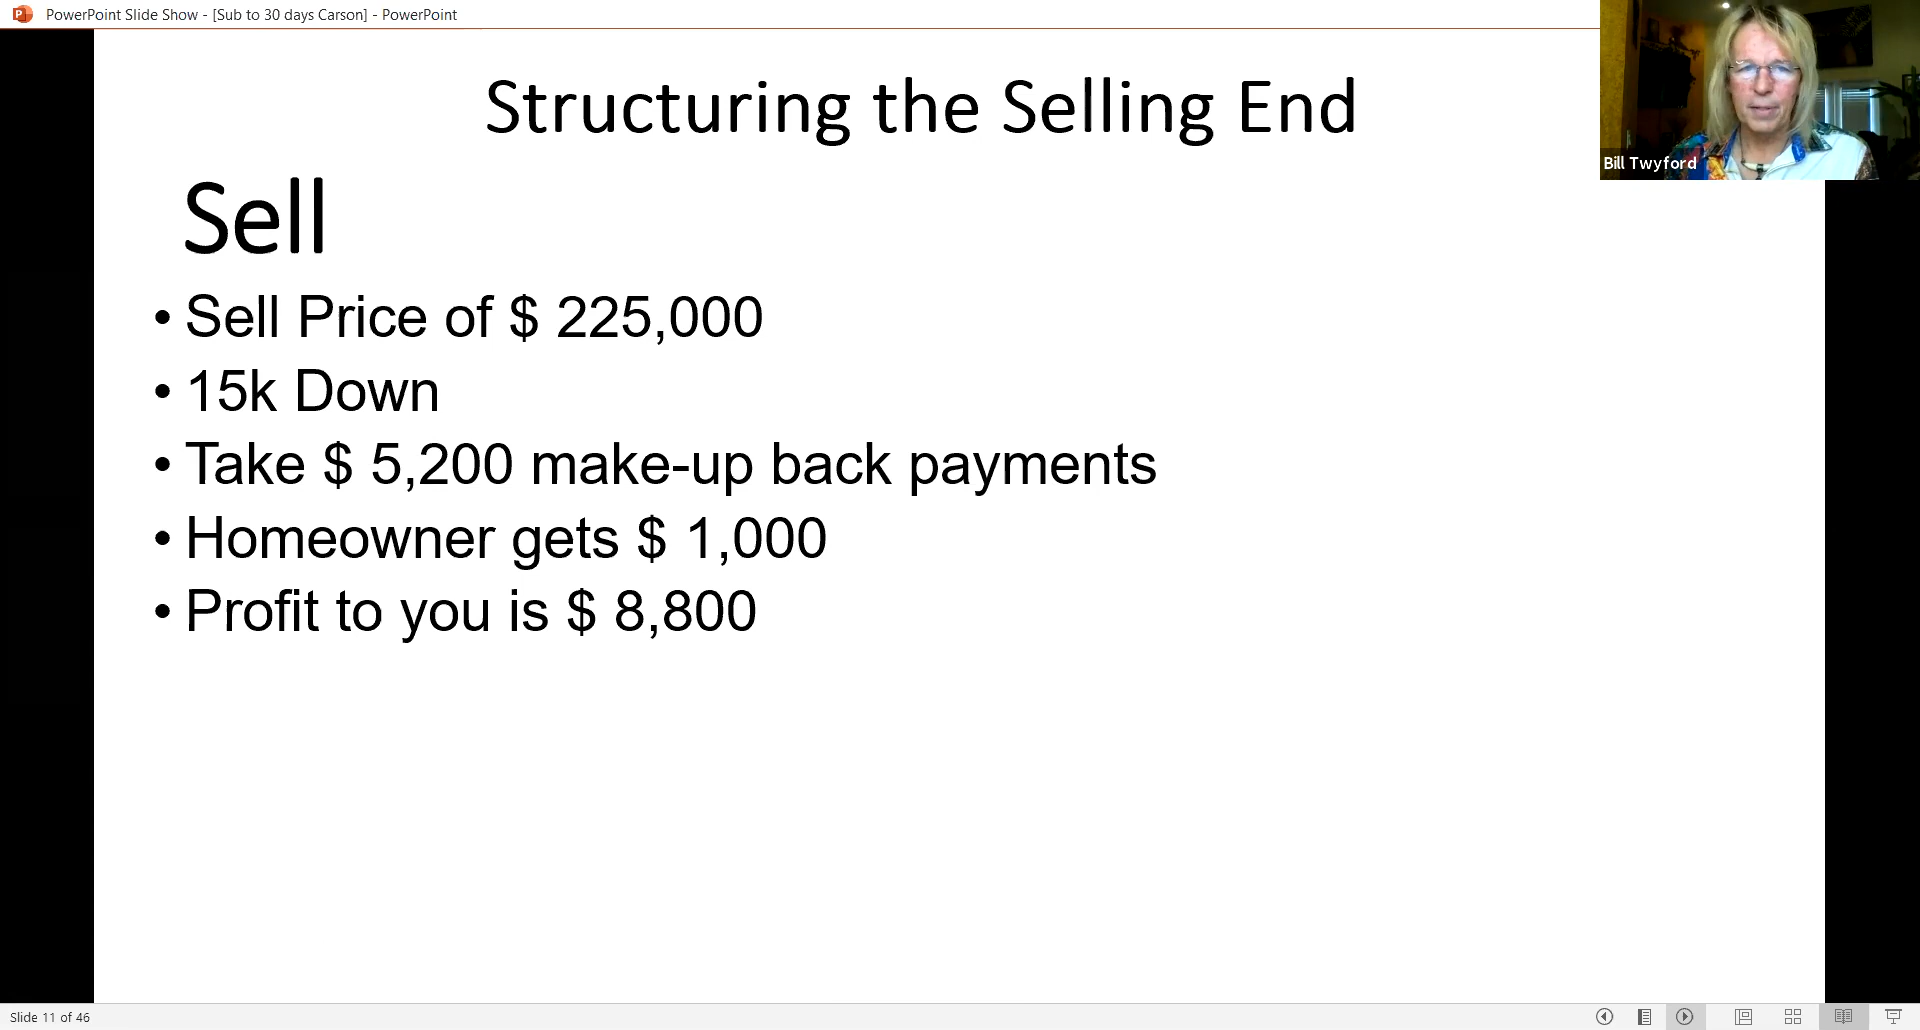 PowerPoint Slide Show - [Sub to 30 days Carson] - PowerPoint
Structuring the Selling End
Bill Twyford
Sell
• Sell Price of $ 225,000
• 15k Down
• Take $ 5,200 make-up back payments
• Homeowner gets $ 1,000
• Profit to you is $ 8,800
Slide 11 of 46